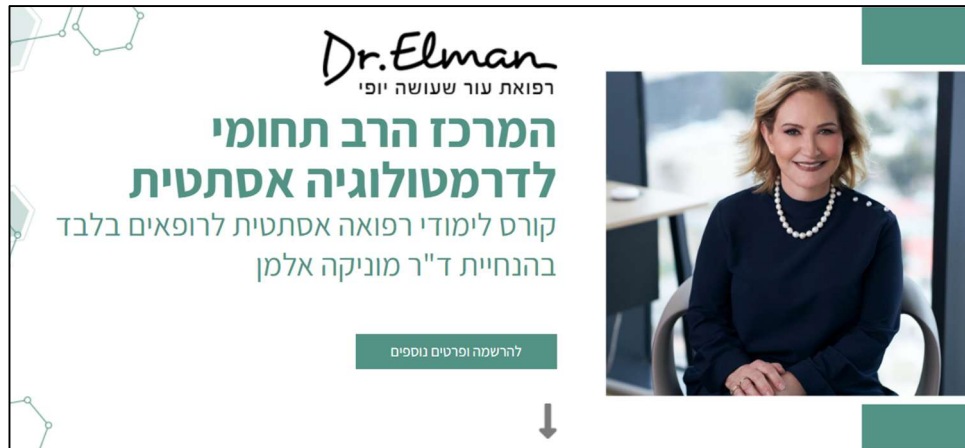 Dr.Elman
רפואת עור שעושה יופי
המרכז הרב תחומי
לדרמטולוגיה אסתטית
קורס לימודי רפואה אסתטית לרופאים בלבד
בהנחיית ד"ר מוניקה אלמן
להרשמה ופרטים נוספים